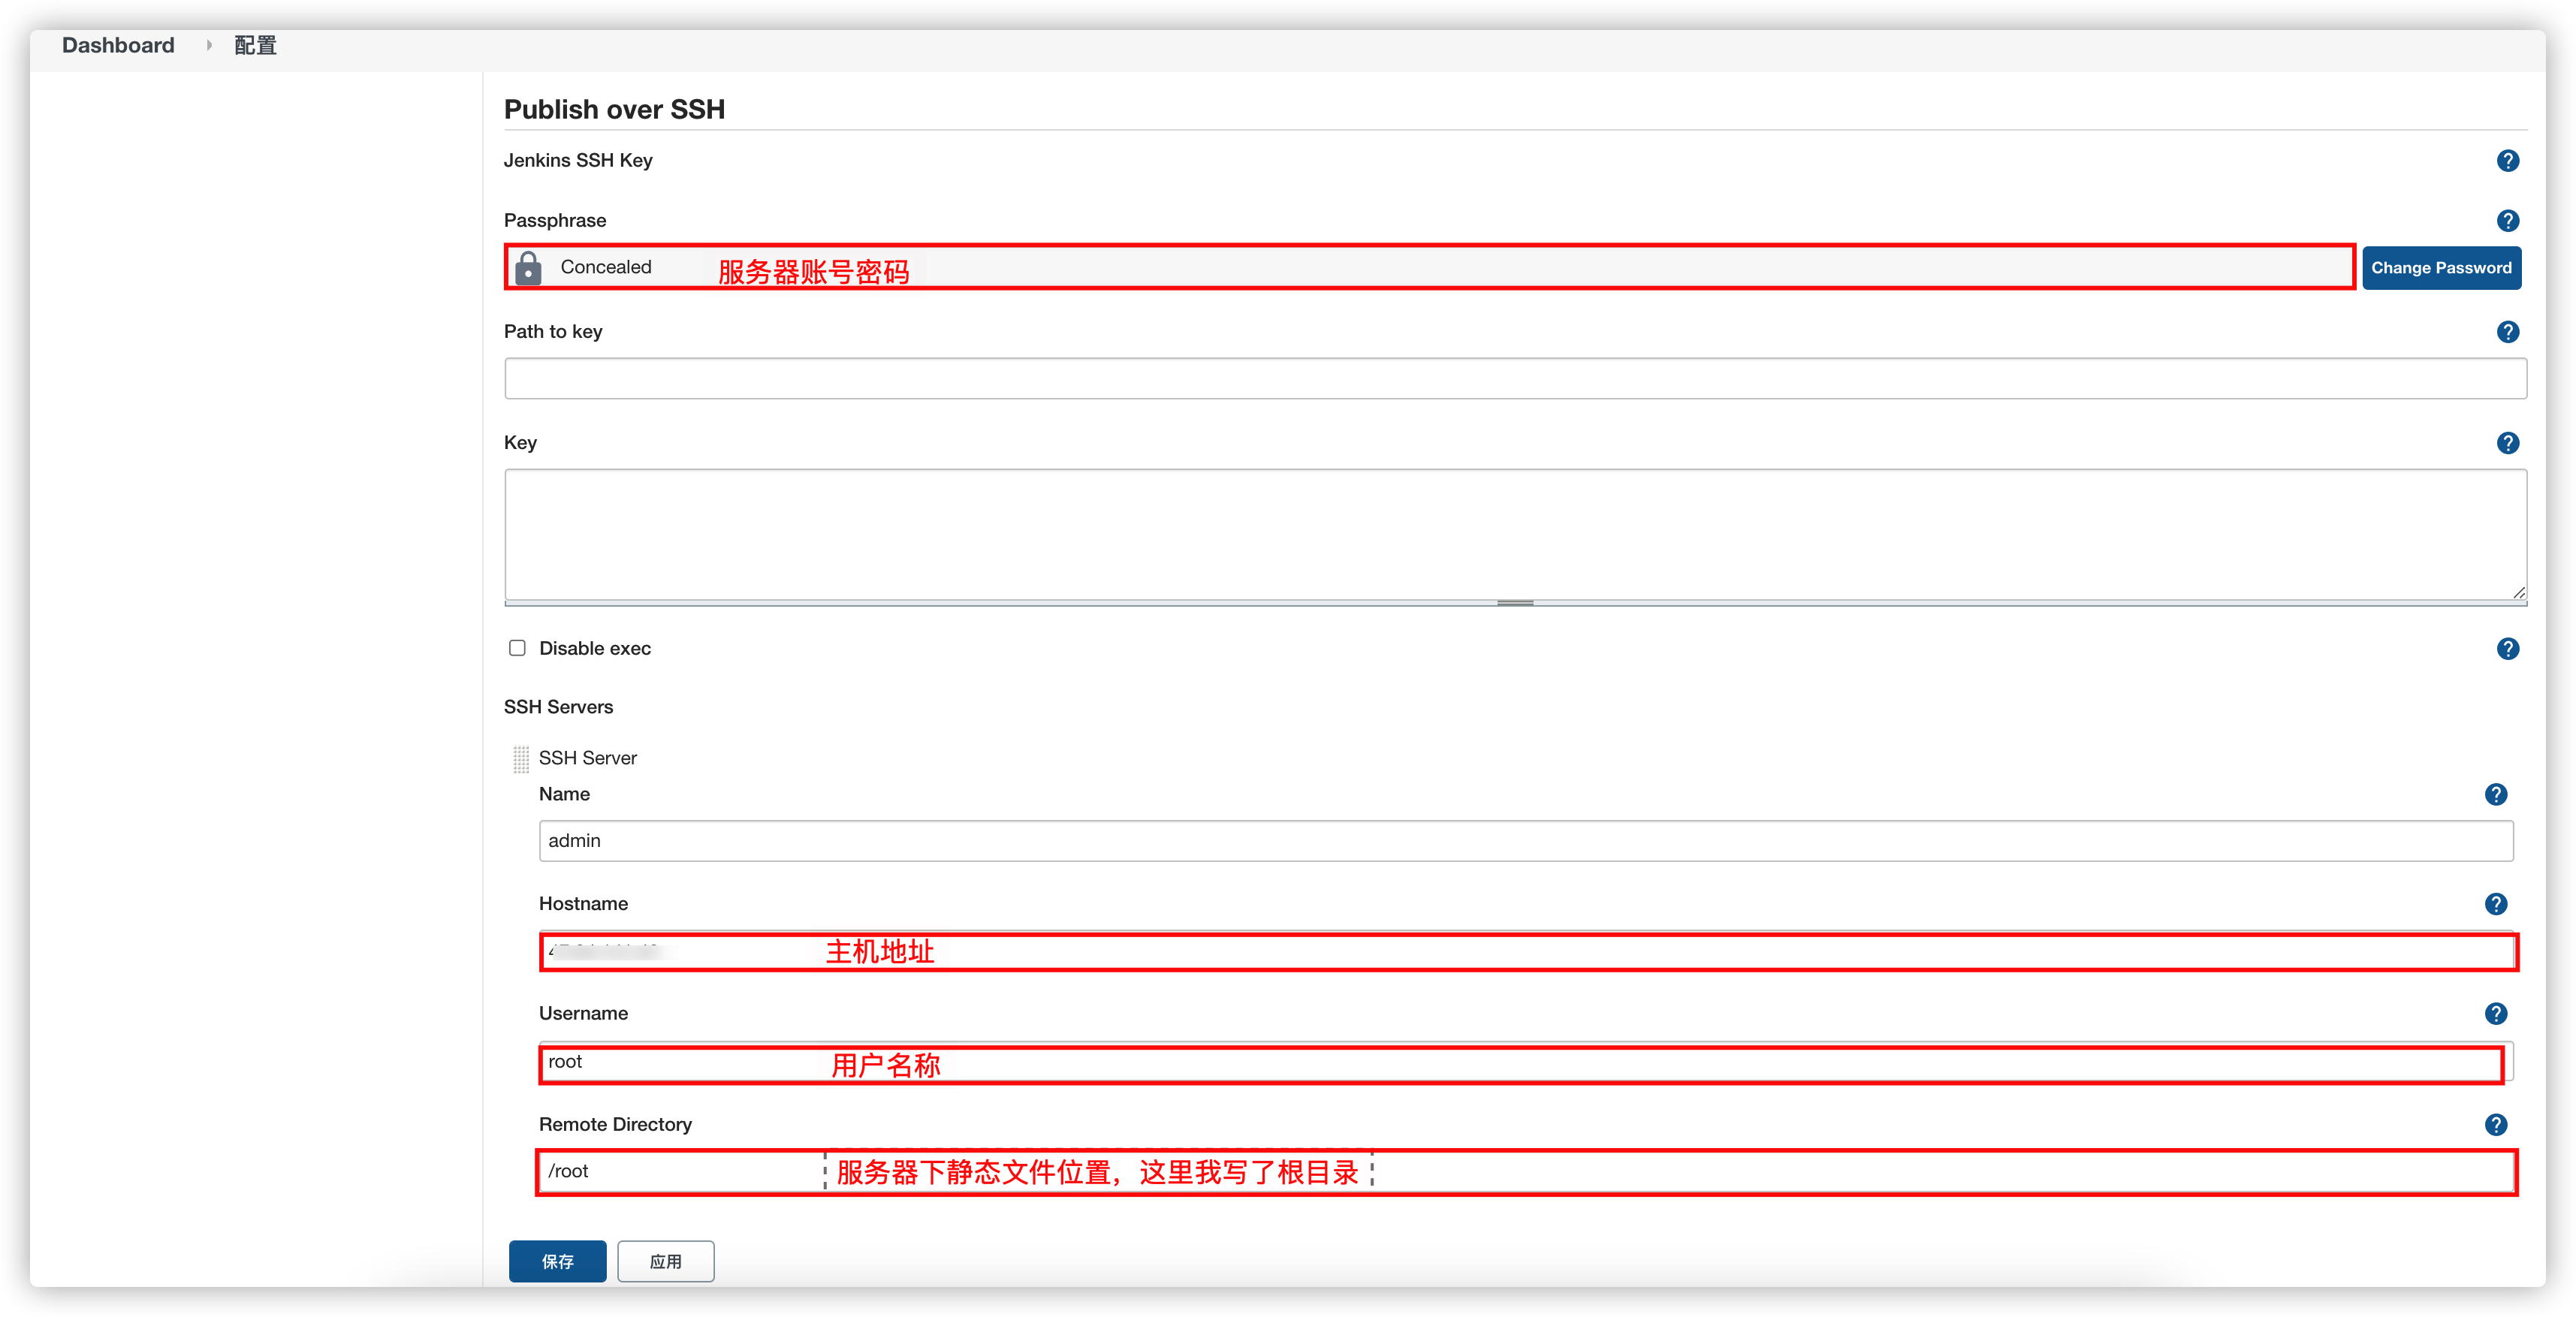 Dashboard 配置
Publish over SSH
Jenkins SSH Key
Passphrase
Concealed 服务器账号密码 Change Password
Path to key
Key
Disable exec
SSH Servers
SSH Server
Name
admin
Hostname
主机地址
Username
root 用户名称
Remote Directory
/root 服务器下静态文件位置，这里我写了根目录
保存 应用